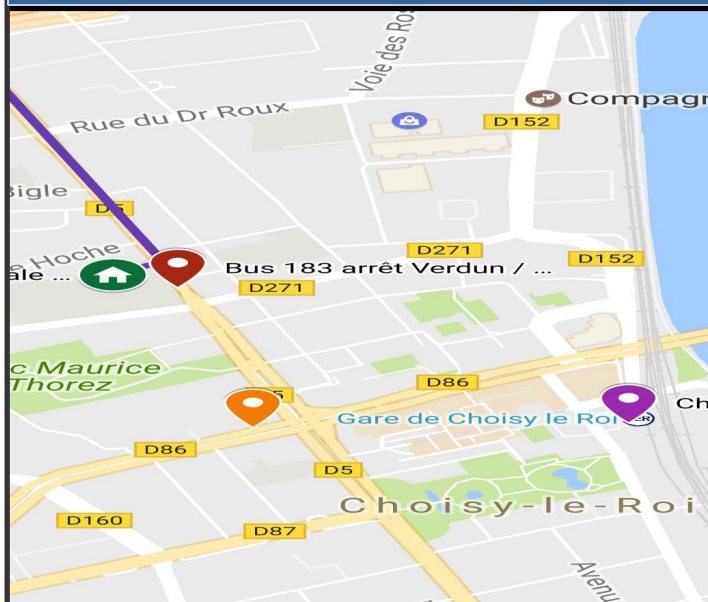 Voie des Ros
Compagn
Rue du Dr Roux
D152
Bigle
D5
e Hoche
D271
D152
ale ...
Bus 183 arrêt Verdun / ...
D271
c Maurice
Thorez
D86
5
Ch
Gare de Choisy le Roi
D86
D5
Choisy-le-Roi
D160
D87
Avenu